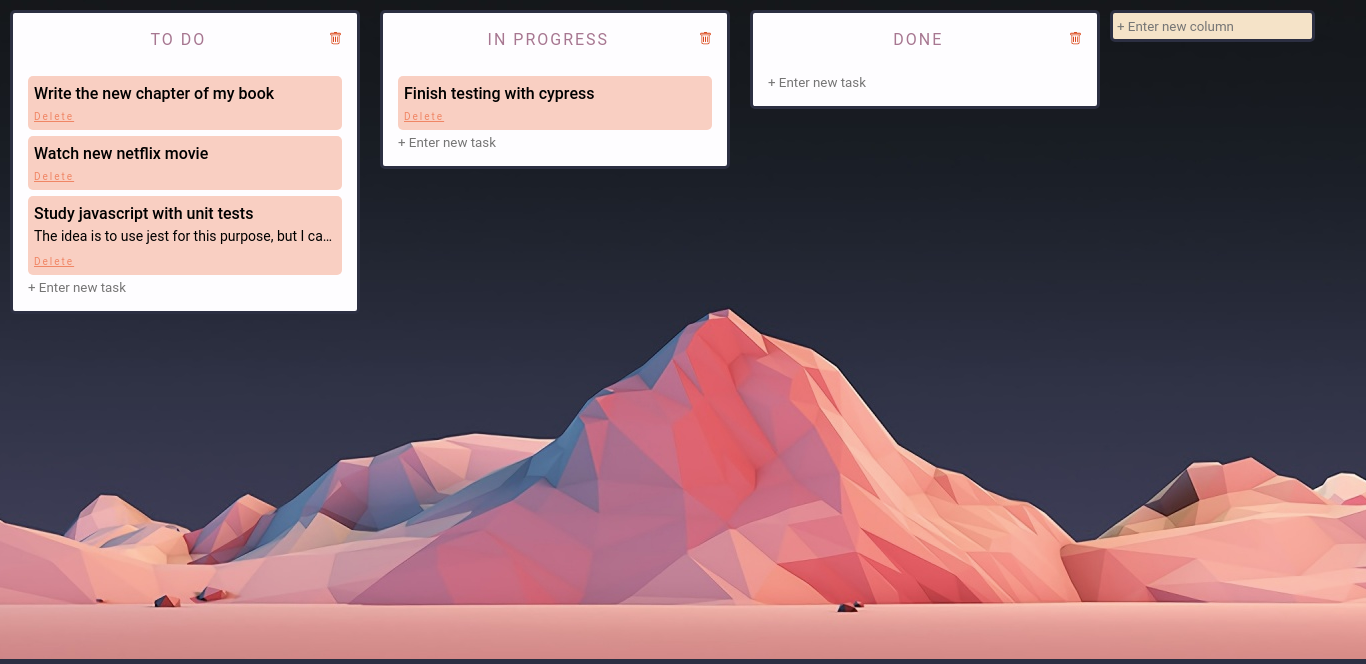 TO DO
Write the new chapter of my book
Delete
Watch new netflix movie
Delete
Study javascript with unit tests
The idea is to use jest for this purpose, but I ca…
Delete
+ Enter new task
IN PROGRESS
Finish testing with cypress
Delete
+ Enter new task
DONE
+ Enter new task
+ Enter new column